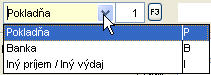 Pokladňa 1 F3
Pokladňa P
Banka B
Iný príjem / Iný výdaj I